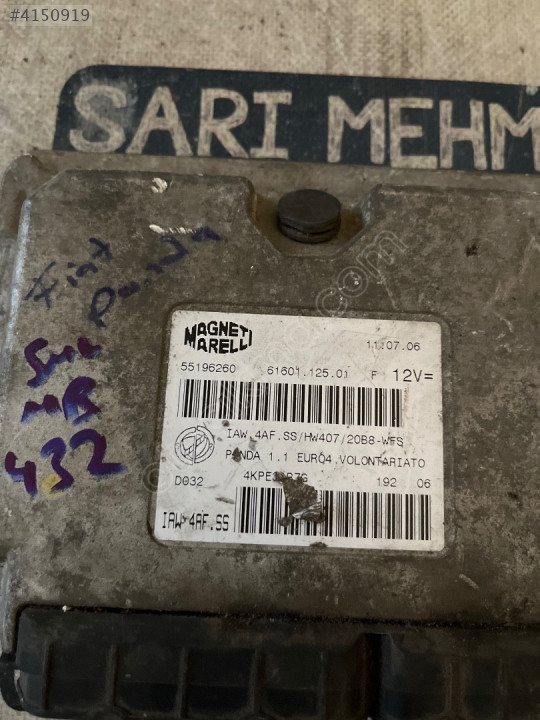 #4150919
SARI MEHM
Fiat
Panda
MB
432
MAGNETI
MARELLI
11.07.06
55196260 61601.125.01 F 12V=
IAW 4AF.SS/HW407/20B8-WFS
PANDA 1.1 EURO4.VOLONTARIATO
D032 192 06
IAW 4AF.SS